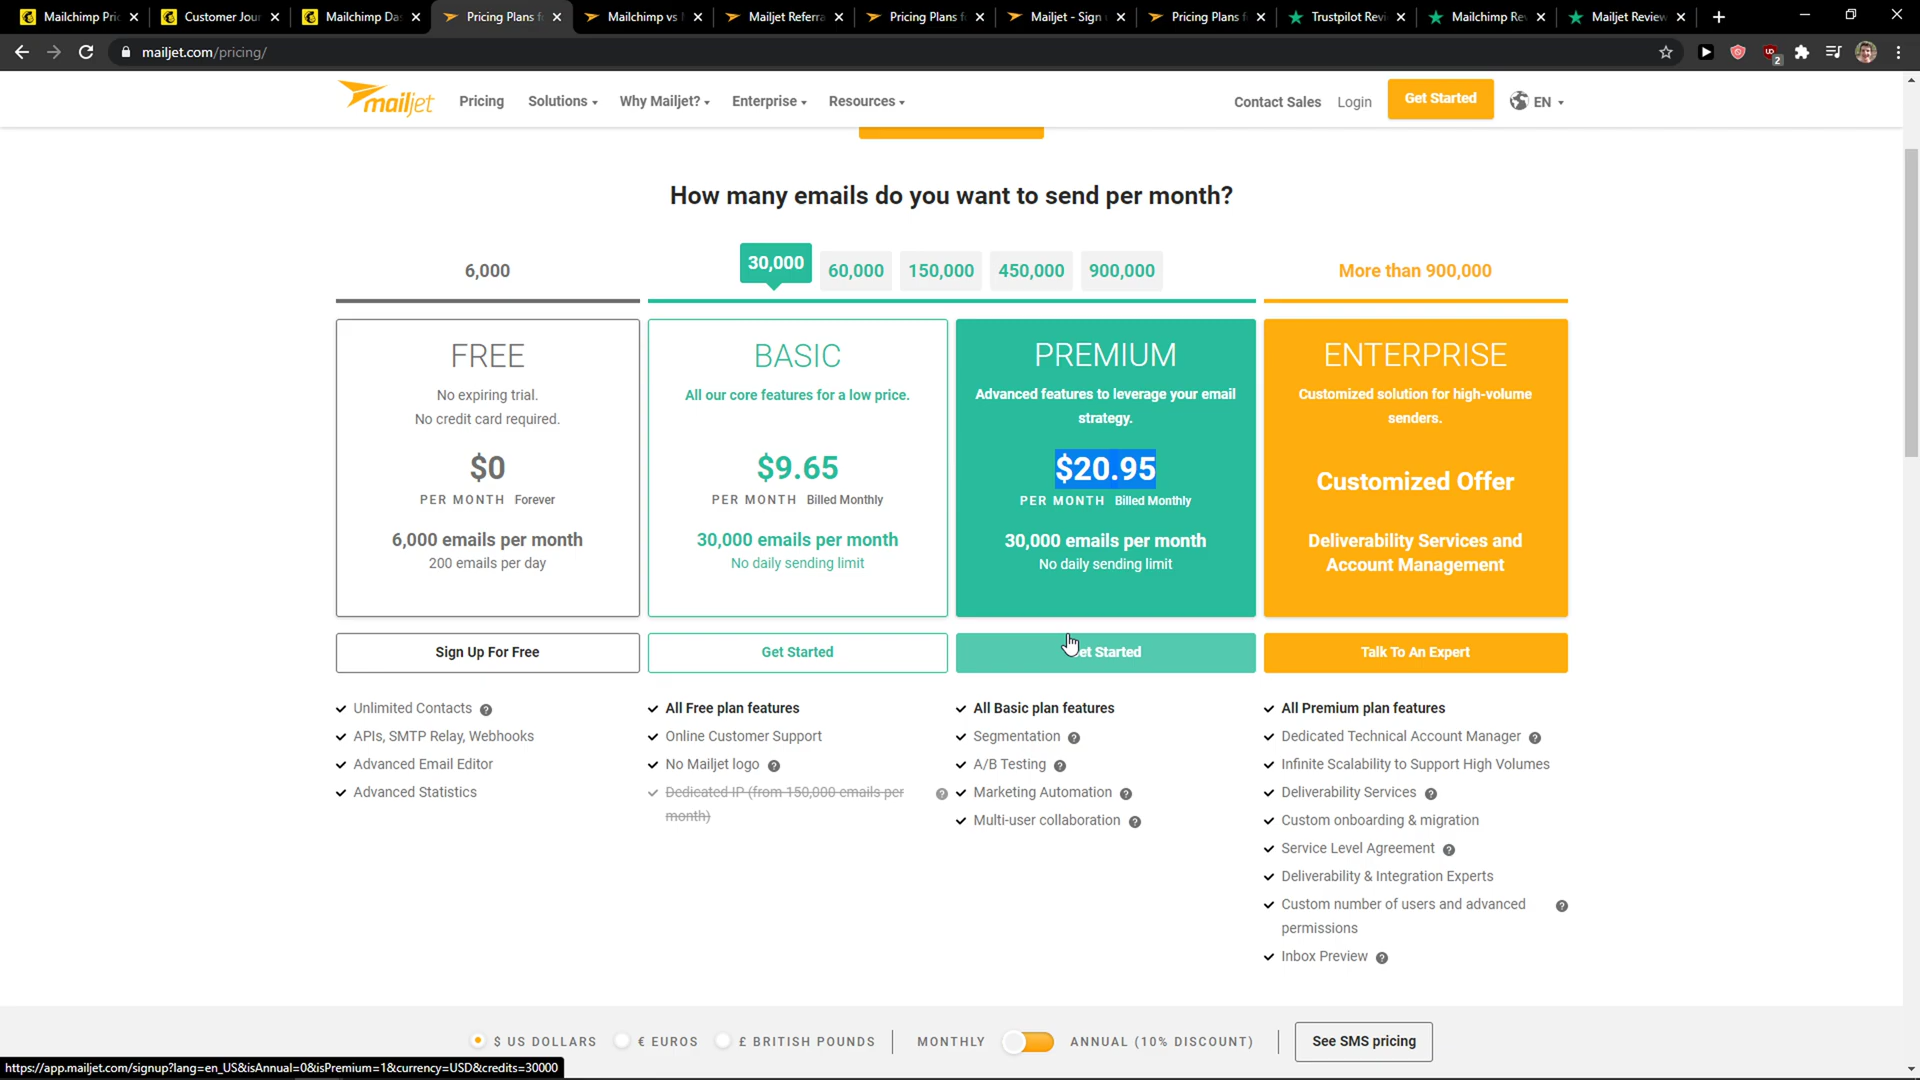 Mailchimp Pri
Customer Jou
Mailchimp Da
Pricing Plans f
Mailchimp vs
Mailjet Referra
Pricing Plans f
Mailjet - Sign
Pricing Plans f
Trustpilot Revi
Mailchimp Re
Mailjet Review
mailjet.com/pricing/
2
mailjet
Pricing
Solutions
Why Mailjet?
Enterprise
Resources
Contact Sales
Login
Get Started
EN
How many emails do you want to send per month?
6,000
30,000
60,000
150,000
450,000
900,000
More than 900,000
FREE
No expiring trial.
No credit card required.
$0
PER MONTH Forever
6,000 emails per month
200 emails per day
Sign Up For Free
Unlimited Contacts
APIs, SMTP Relay, Webhooks
Advanced Email Editor
Advanced Statistics
BASIC
All our core features for a low price.
$9.65
PER MONTH Billed Monthly
30,000 emails per month
No daily sending limit
Get Started
All Free plan features
Online Customer Support
No Mailjet logo
Dedicated IP (from 150,000 emails per
month)
PREMIUM
Advanced features to leverage your email
strategy.
$20.95
PER MONTH Billed Monthly
30,000 emails per month
No daily sending limit
et Started
All Basic plan features
Segmentation
A/B Testing
Marketing Automation
Multi-user collaboration
ENTERPRISE
Customized solution for high-volume
senders.
Customized Offer
Deliverability Services and
Account Management
Talk To An Expert
All Premium plan features
Dedicated Technical Account Manager
Infinite Scalability to Support High Volumes
Deliverability Services
Custom onboarding & migration
Service Level Agreement
Deliverability & Integration Experts
Custom number of users and advanced
permissions
Inbox Preview
$ US DOLLARS
€ EUROS
£ BRITISH POUNDS
MONTHLY
ANNUAL (10% DISCOUNT)
See SMS pricing
https://app.mailjet.com/signup?lang=en_US&isAnnual=0&isPremium=1&currency=USD&credits=30000